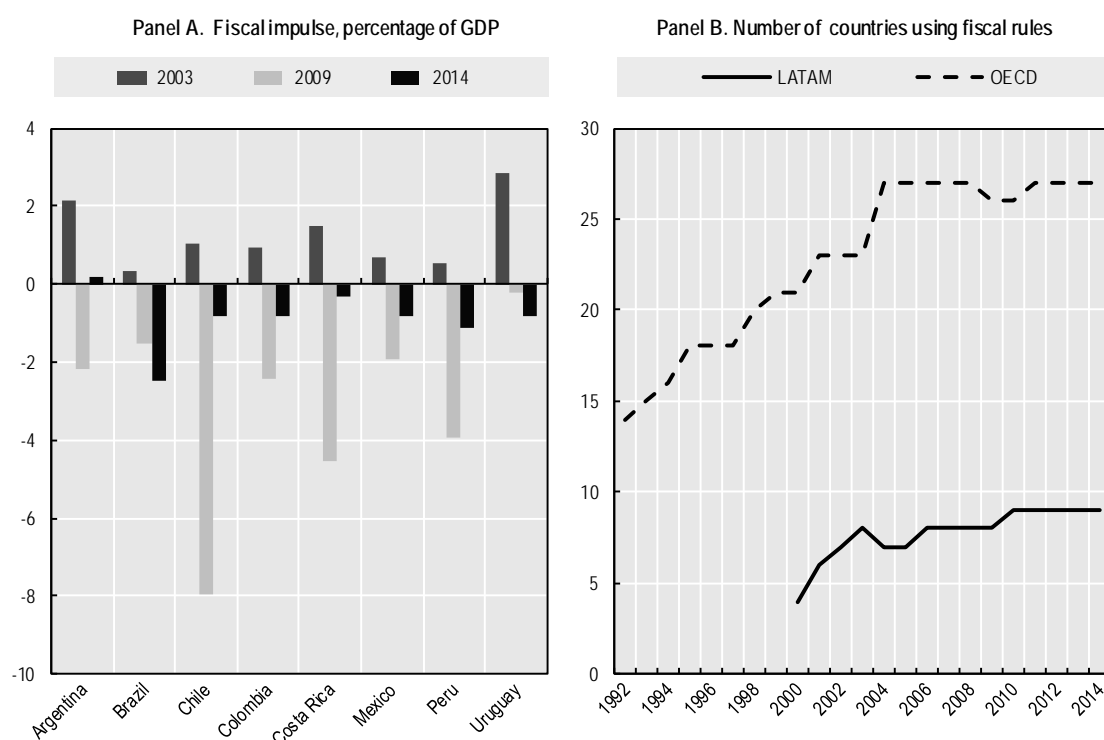 Panel A. Fiscal impulse, percentage of GDP
2003 2009 2014
4
2
0
-2
-4
-6
-8
-10
Argentina Brazil Chile Colombia Costa Rica Mexico Peru Uruguay
Panel B. Number of countries using fiscal rules
LATAM OECD
30
25
20
15
10
5
0
1992 1994 1996 1998 2000 2002 2004 2006 2008 2010 2012 2014